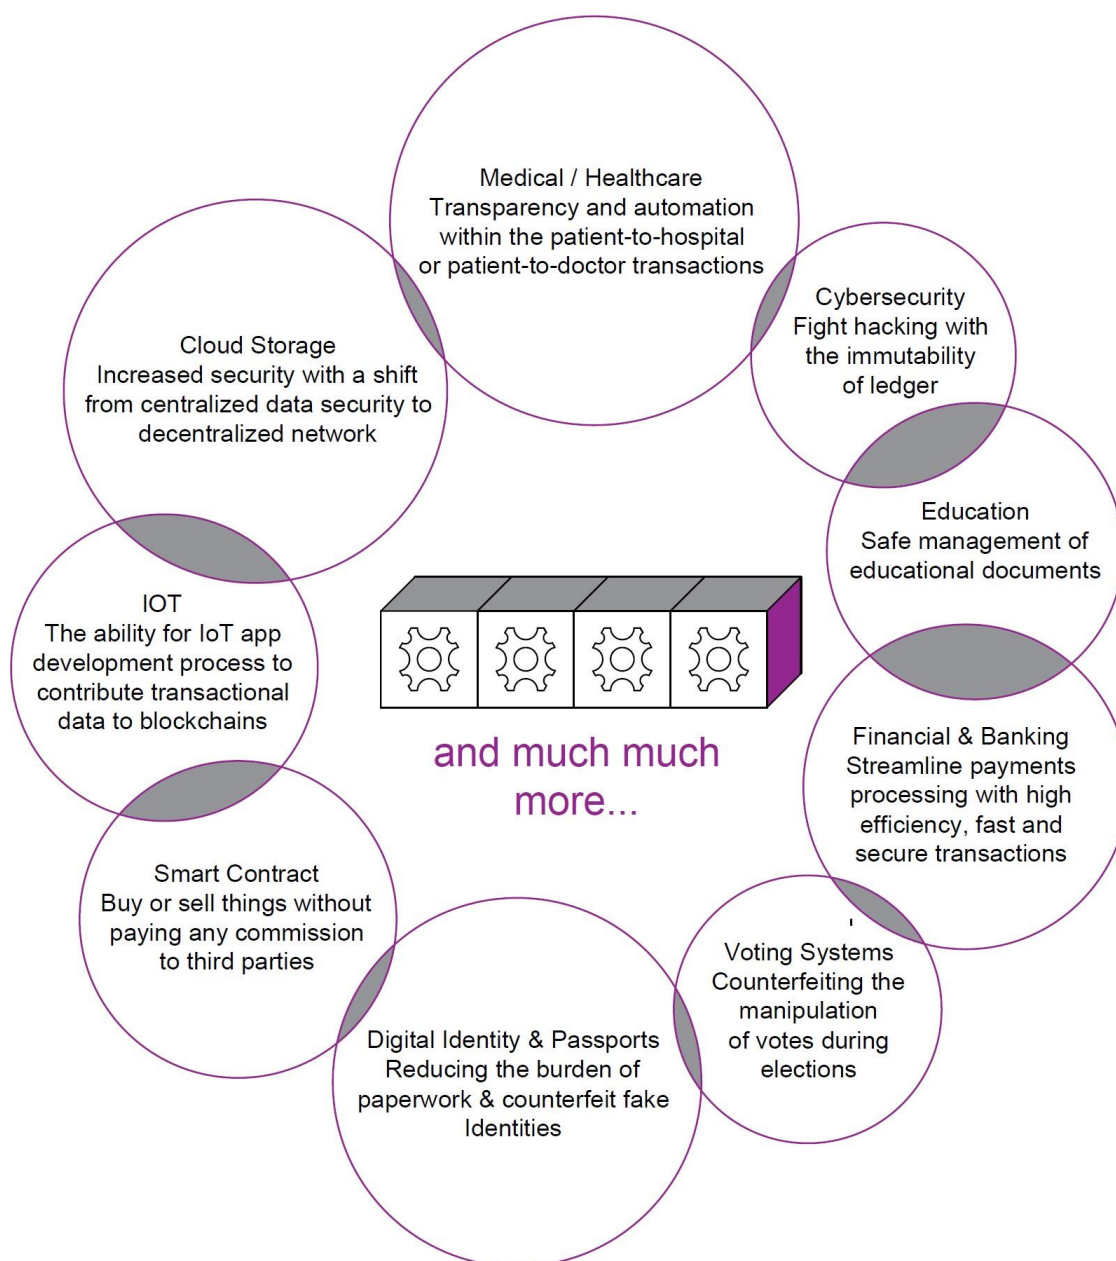 Medical / Healthcare
Transparency and automation
within the patient-to-hospital
or patient-to-doctor transactions
Cybersecurity
Fight hacking with
the immutability
of ledger
Education
Safe management of
educational documents
Financial & Banking
Streamline payments
processing with high
efficiency, fast and
secure transactions
'
Voting Systems
Counterfeiting the
manipulation
of votes during
elections
Digital Identity & Passports
Reducing the burden of
paperwork & counterfeit fake
Identities
Smart Contract
Buy or sell things without
paying any commission
to third parties
IOT
The ability for IoT app
development process to
contribute transactional
data to blockchains
Cloud Storage
Increased security with a shift
from centralized data security to
decentralized network
and much much
more...